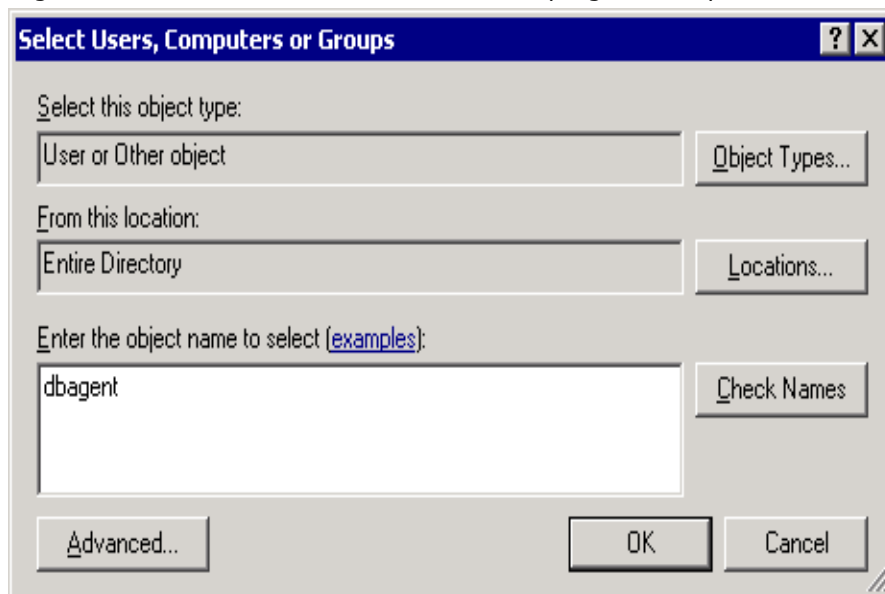 Select Users, Computers or Groups
Select this object type:
User or Other object
Object Types...
From this location:
Entire Directory
Locations...
Enter the object name to select (examples):
dbagent
Check Names
Advanced...
OK
Cancel